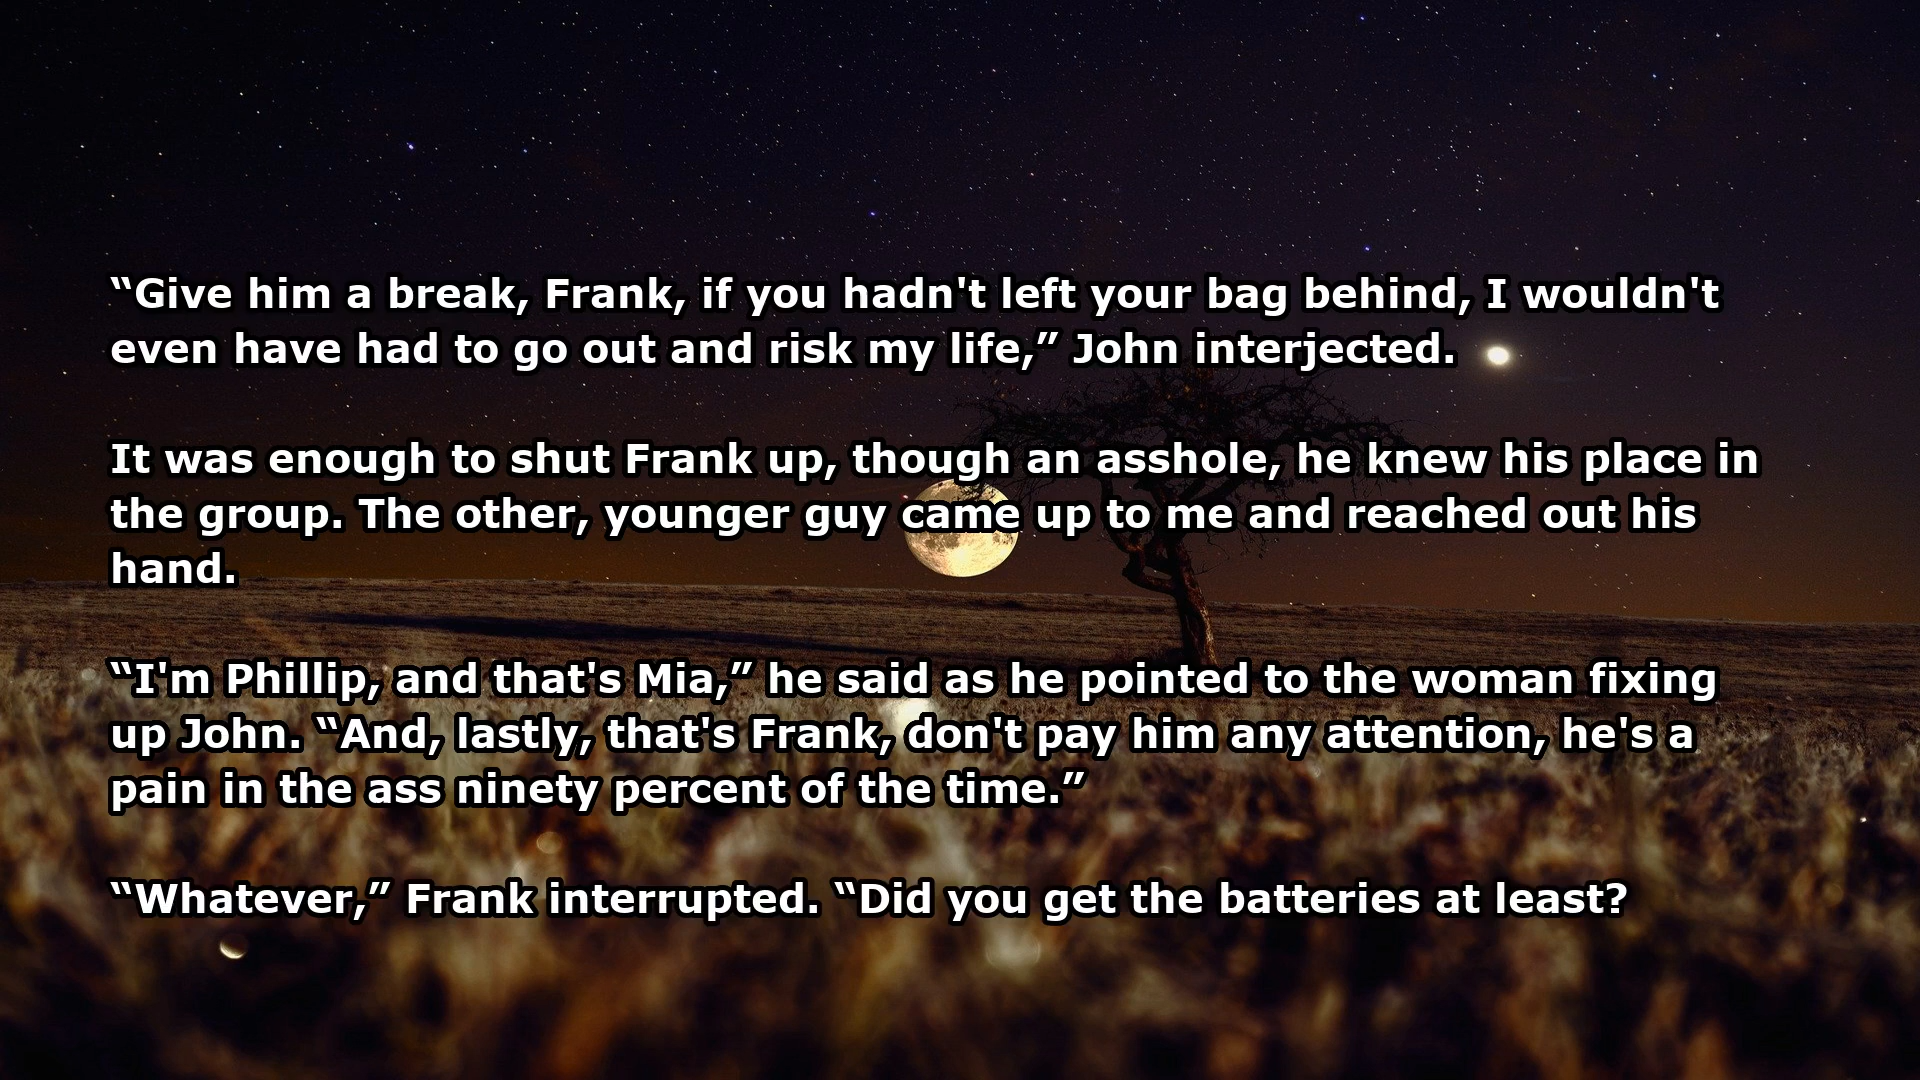 “Give him a break, Frank, if you hadn't left your bag behind, I wouldn't
even have had to go out and risk my life,” John interjected.
It was enough to shut Frank up, though an asshole, he knew his place in
the group. The other, younger guy came up to me and reached out his
hand.
“I'm Phillip, and that's Mia,” he said as he pointed to the woman fixing
up John. “And, lastly, that's Frank, don't pay him any attention, he's a
pain in the ass ninety percent of the time.”
“Whatever,” Frank interrupted. “Did you get the batteries at least?